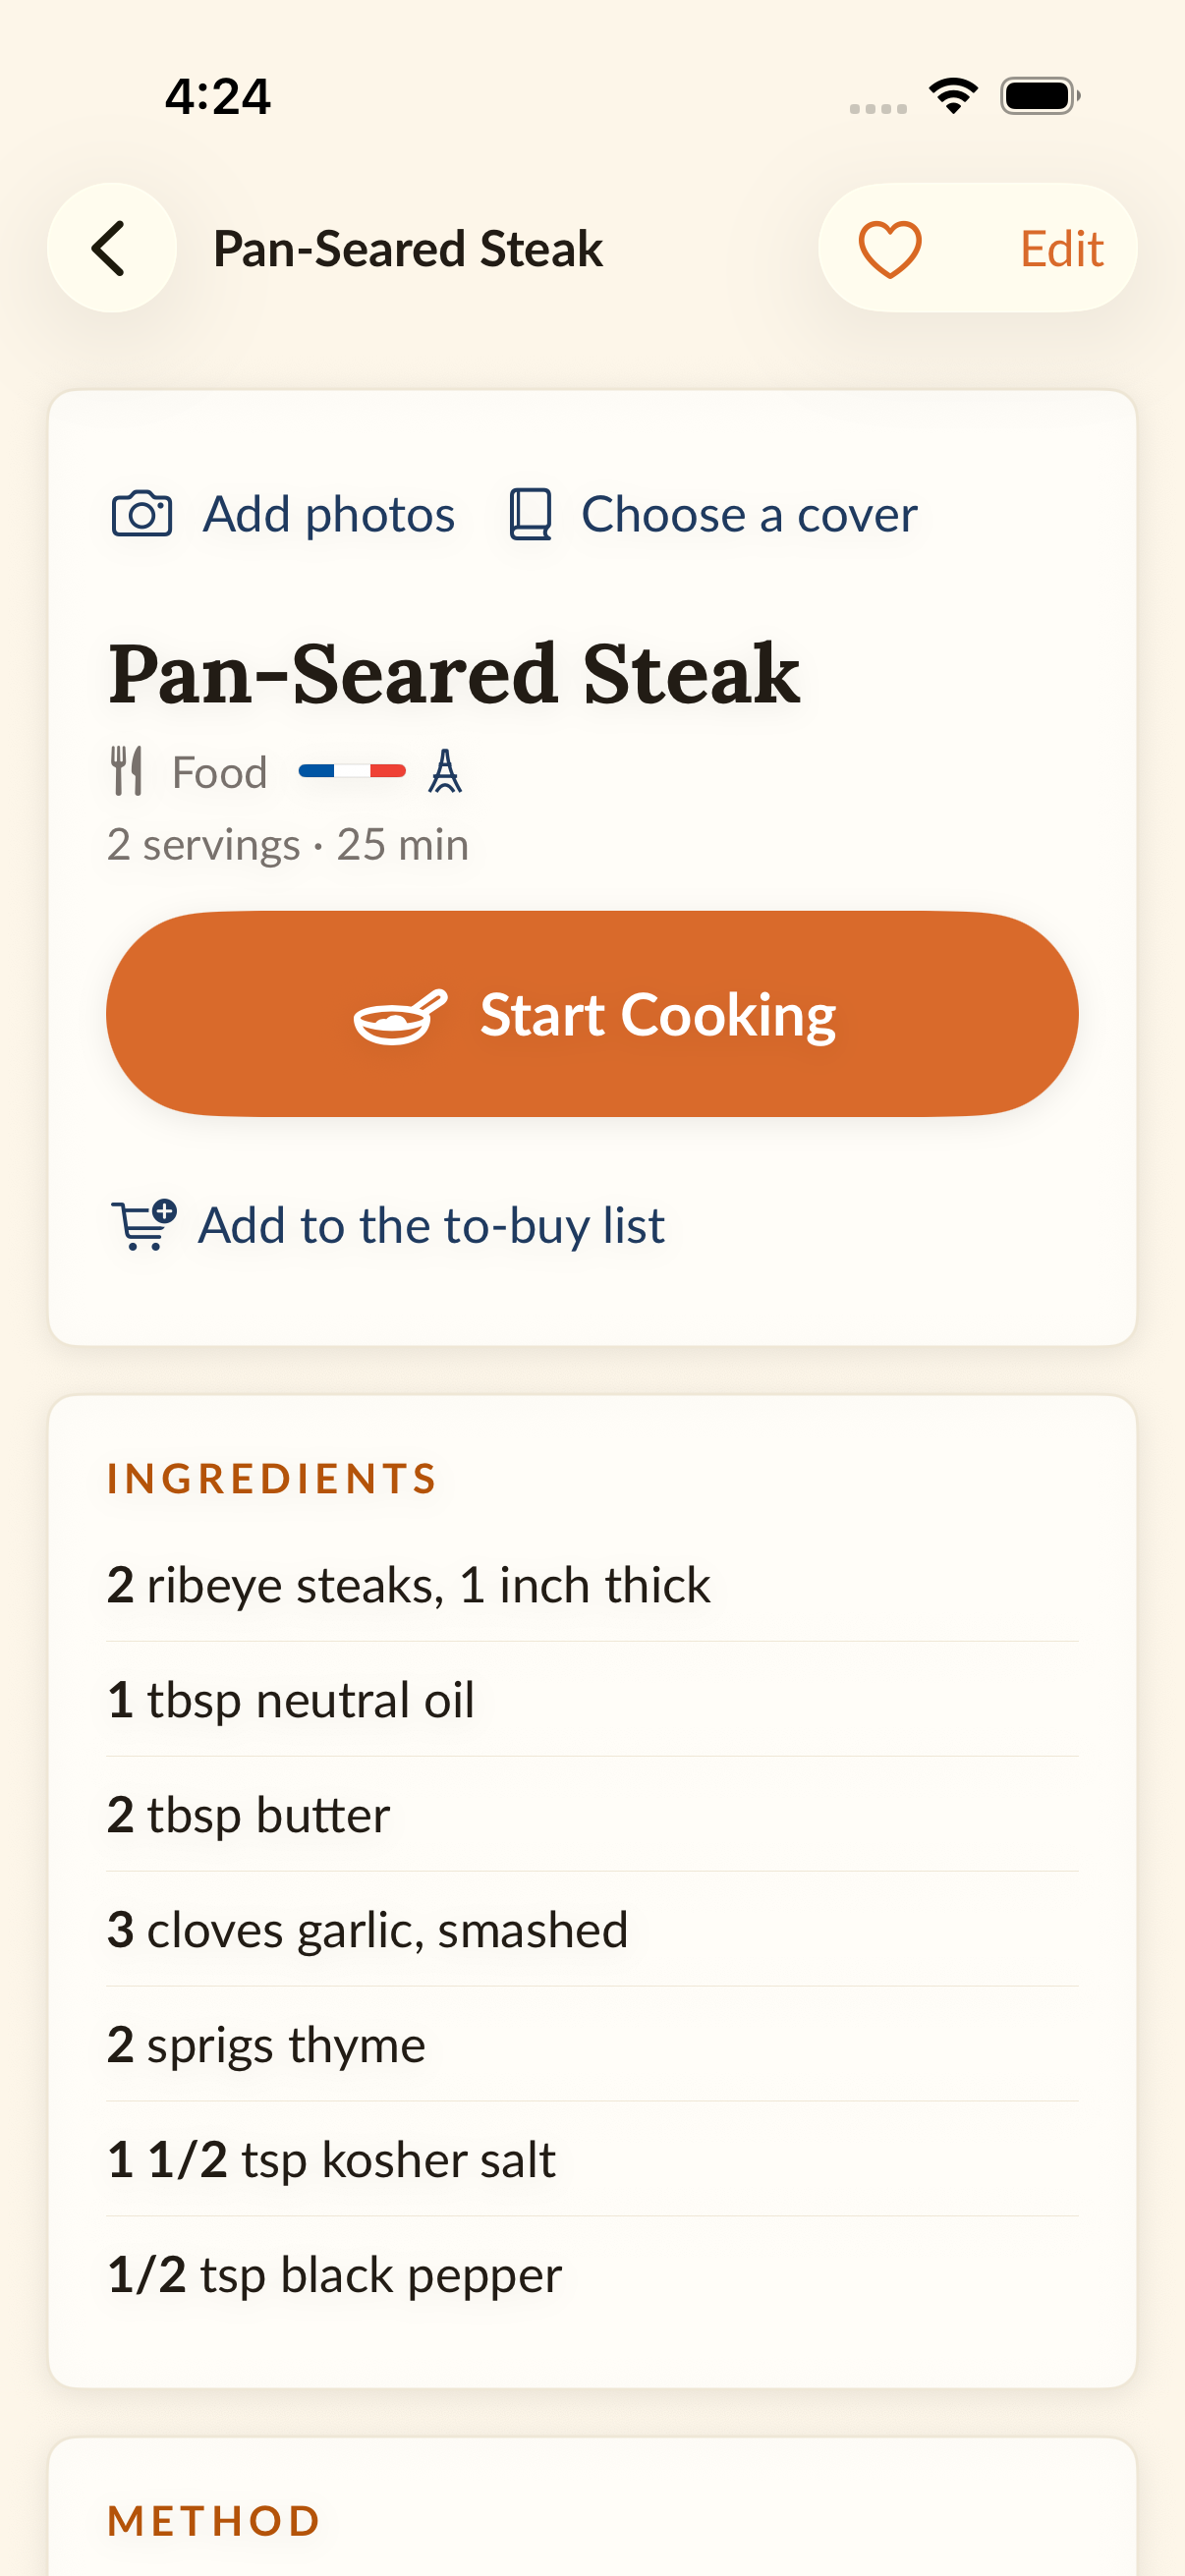 4:24
Pan-Seared Steak
Edit
Add photos
Choose a cover
Pan-Seared Steak
Food
2 servings · 25 min
Start Cooking
Add to the to-buy list
INGREDIENTS
2 ribeye steaks, 1 inch thick
1 tbsp neutral oil
2 tbsp butter
3 cloves garlic, smashed
2 sprigs thyme
1 1/2 tsp kosher salt
1/2 tsp black pepper
METHOD